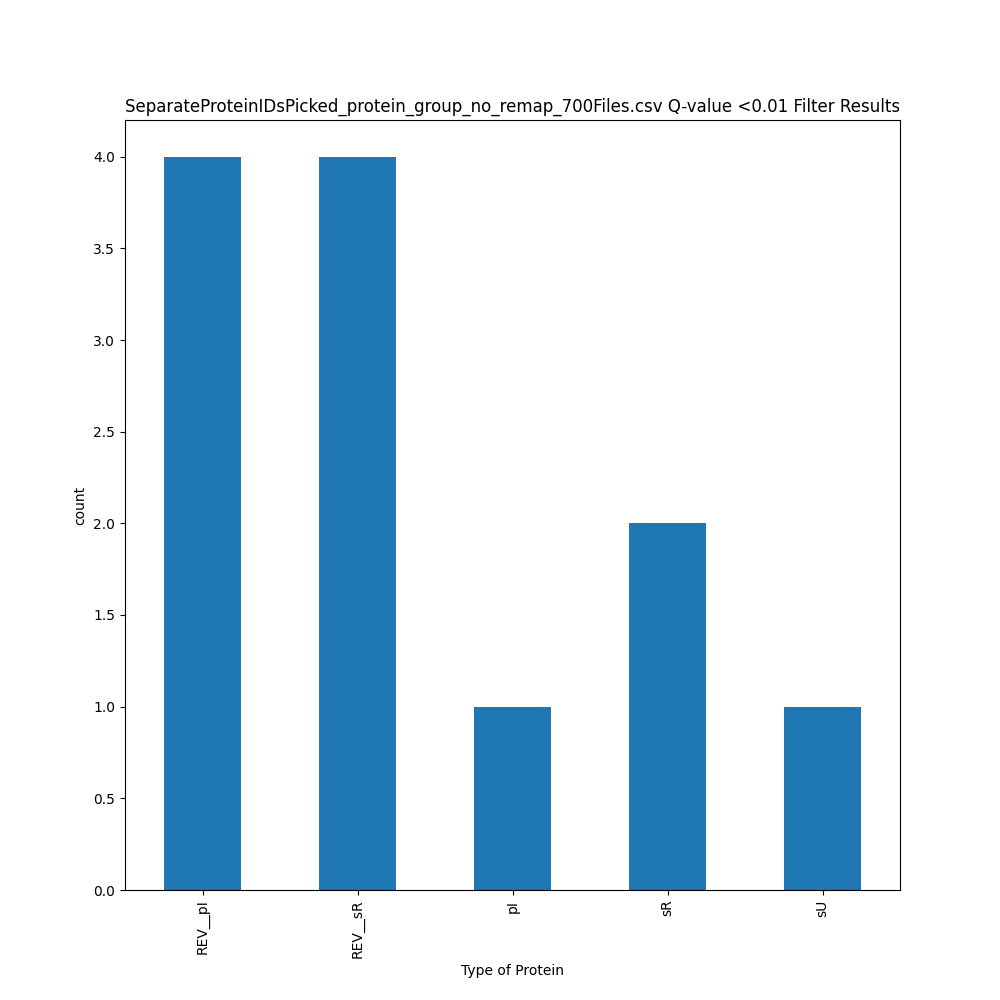 SeparateProteinIDsPicked_protein_group_no_remap_700Files.csv Q-value <0.01 Filter Results
4.0
3.5
3.0
2.5
2.0
1.5
1.0
0.5
0.0
count
REV__pI
REV__sR
pI
sR
sU
Type of Protein